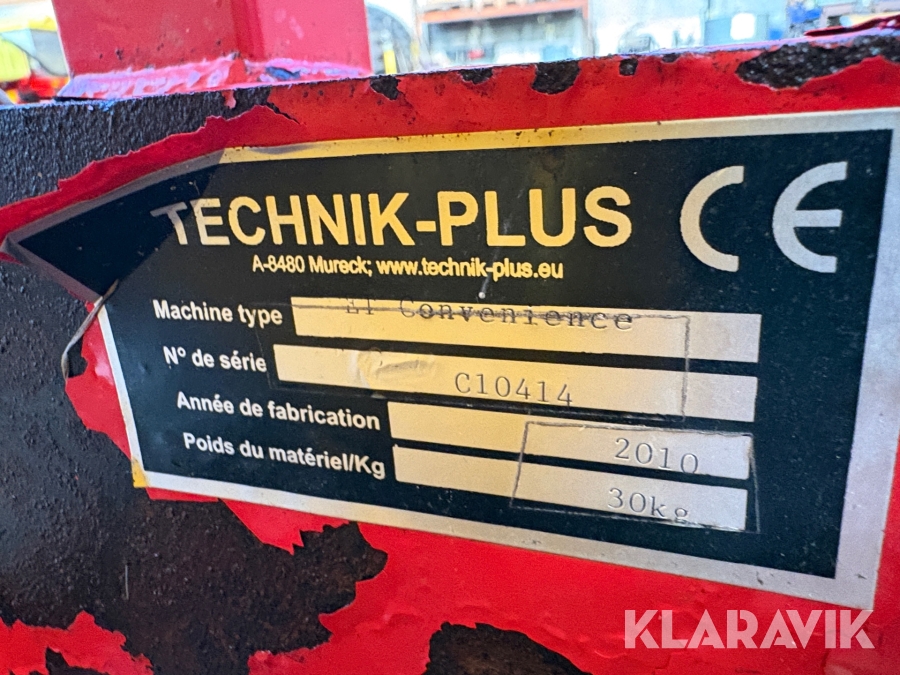 TECHNIK-PLUS CE
A-8480 Mureck; www.technik-plus.eu
Machine type EI Convenience
N° de série C10414
Année de fabrication 2010
Poids du matériel/Kg 30kg
KLARAVIK